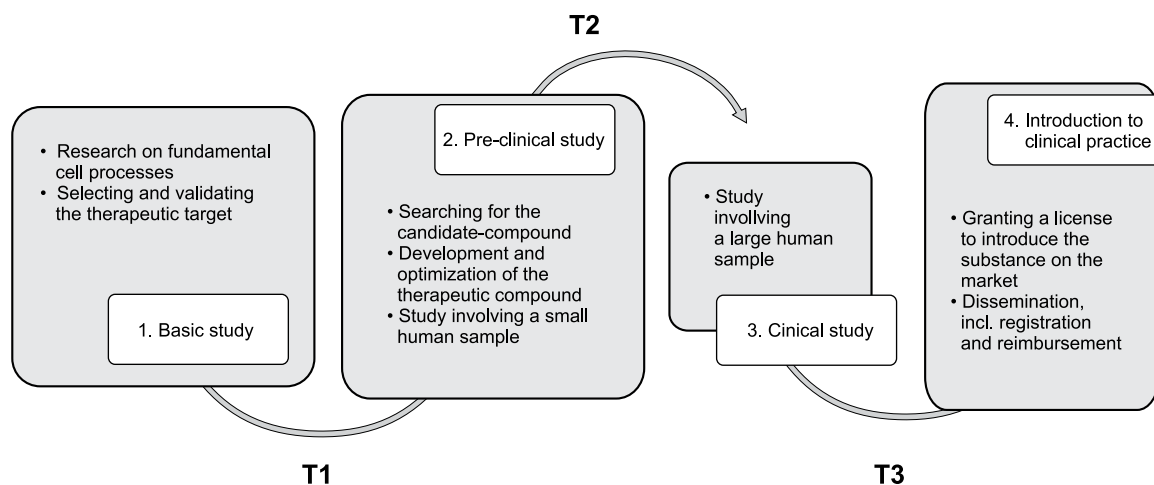 T2
• Research on fundamental
cell processes
• Selecting and validating
the therapeutic target
1. Basic study
2. Pre-clinical study
• Searching for the
candidate-compound
• Development and
optimization of the
therapeutic compound
• Study involving a small
human sample
• Study
involving
a large human
sample
3. Cinical study
4. Introduction to
clinical practice
• Granting a license
to introduce the
substance on the
market
• Dissemination,
incl. registration
and reimbursement
T1
T3